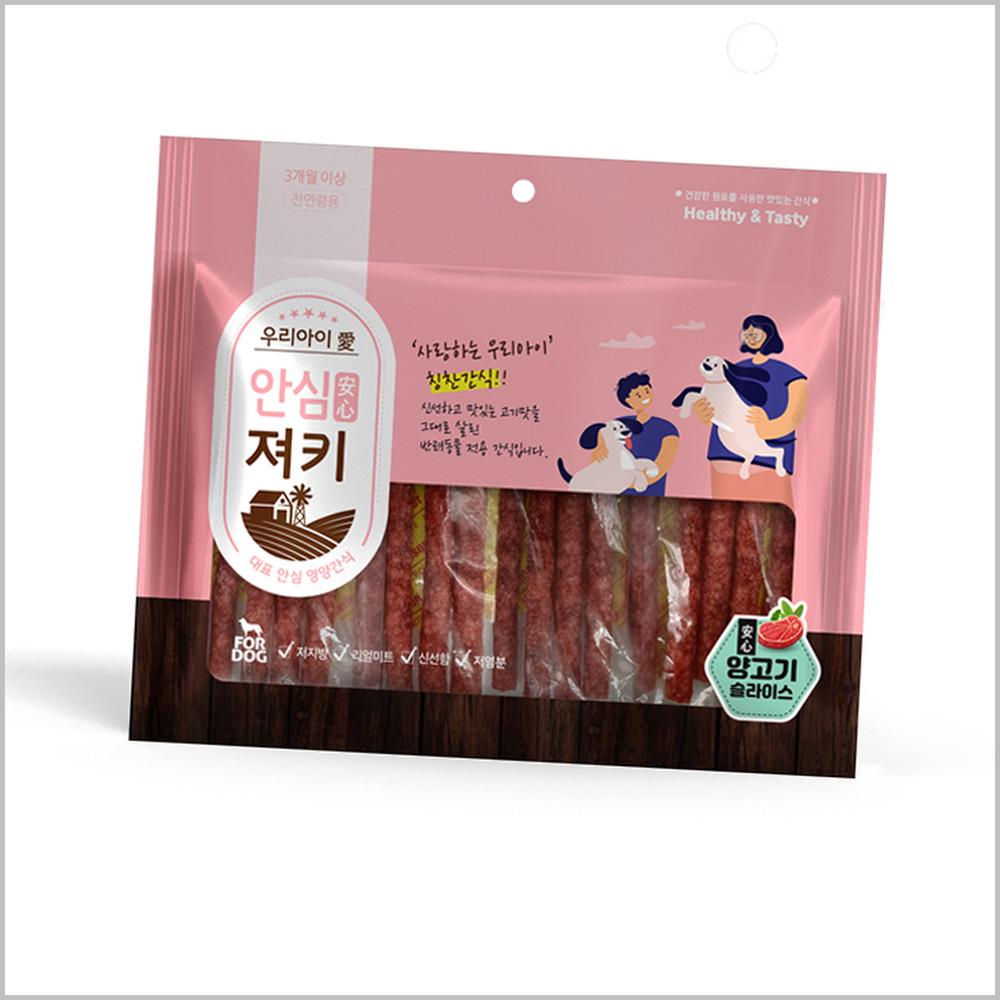 3개월 이상
전연령용
건강한 원료를 사용한 맛있는 간식
Healthy & Tasty
우리아이 愛
안심 安心
져키
대표 안심 영양간식
‘사랑하는 우리아이’
칭찬간식!!
신선하고 맛있는 고기맛을
그대로 살린
반려동물 전용 간식입니다.
FOR
DOG
저지방 리얼미트 신선함 저염분
安心
양고기
슬라이스